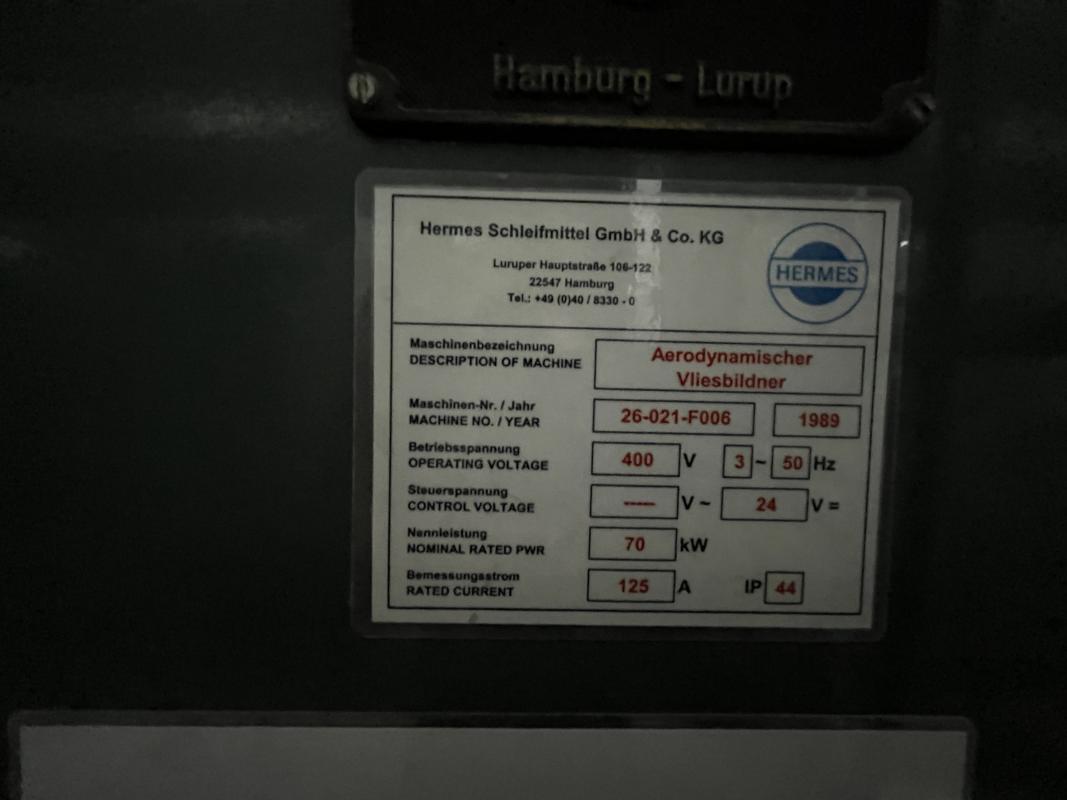 Hamburg - Lurup
Hermes Schleifmittel GmbH & Co. KG
Luruper Hauptstraße 106-122
22547 Hamburg
Tel.: +49 (0)40 / 8330 - 0
HERMES
Maschinenbezeichnung
DESCRIPTION OF MACHINE
Aerodynamischer
Vliesbildner
Maschinen-Nr. / Jahr
MACHINE NO. / YEAR
26-021-F006 1989
Betriebsspannung
OPERATING VOLTAGE
400 V 3 ~ 50 Hz
Steuerspannung
CONTROL VOLTAGE
----- V ~ 24 V =
Nennleistung
NOMINAL RATED PWR
70 kW
Bemessungsstrom
RATED CURRENT
125 A IP 44